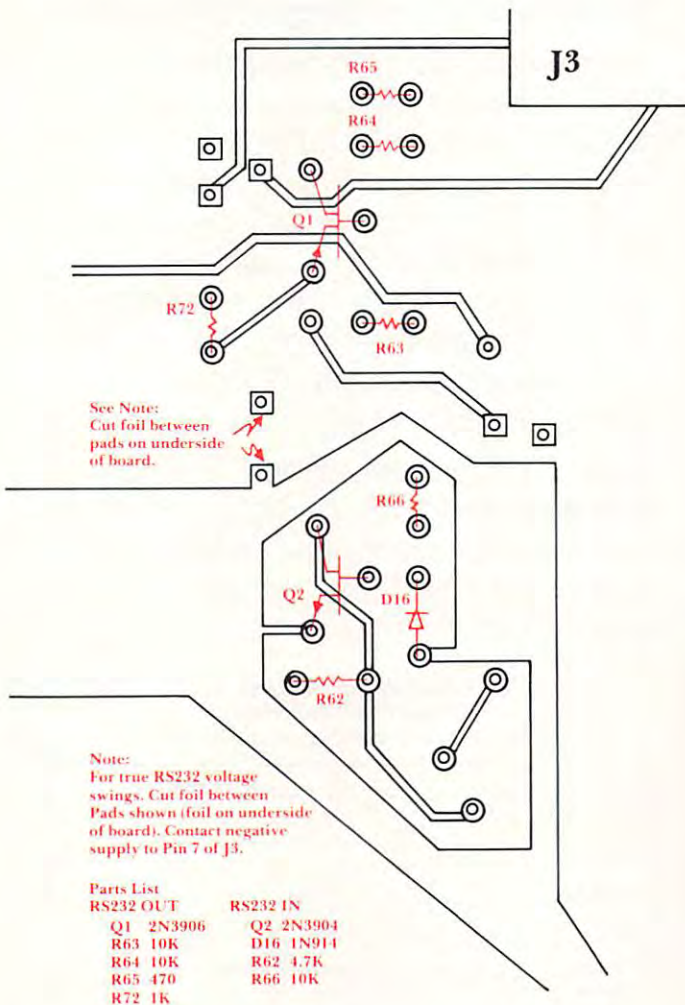 J3
R65
R64
Q1
R72
R63
See Note:
Cut foil between
pads on underside
of board.
R66
Q2
D16
R62
Note:
For true RS232 voltage
swings. Cut foil between
Pads shown (foil on underside
of board). Contact negative
supply to Pin 7 of J3.
Parts List
RS232 OUT RS232 IN
Q1 2N3906 Q2 2N3904
R63 10K D16 1N914
R64 10K R62 4.7K
R65 470 R66 10K
R72 1K